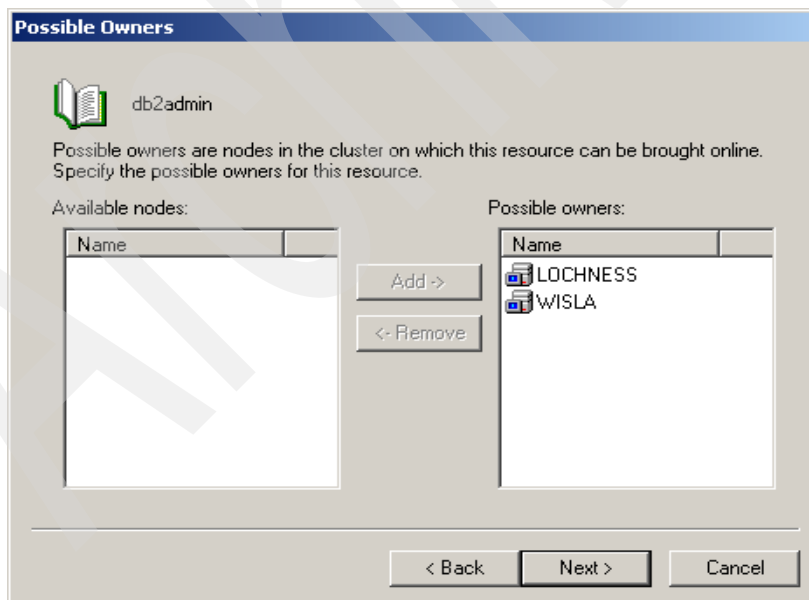 Possible Owners
db2admin
Possible owners are nodes in the cluster on which this resource can be brought online.
Specify the possible owners for this resource.
Available nodes:
Possible owners:
Name
Name
LOCHNESS
WISLA
Add ->
<- Remove
< Back
Next >
Cancel